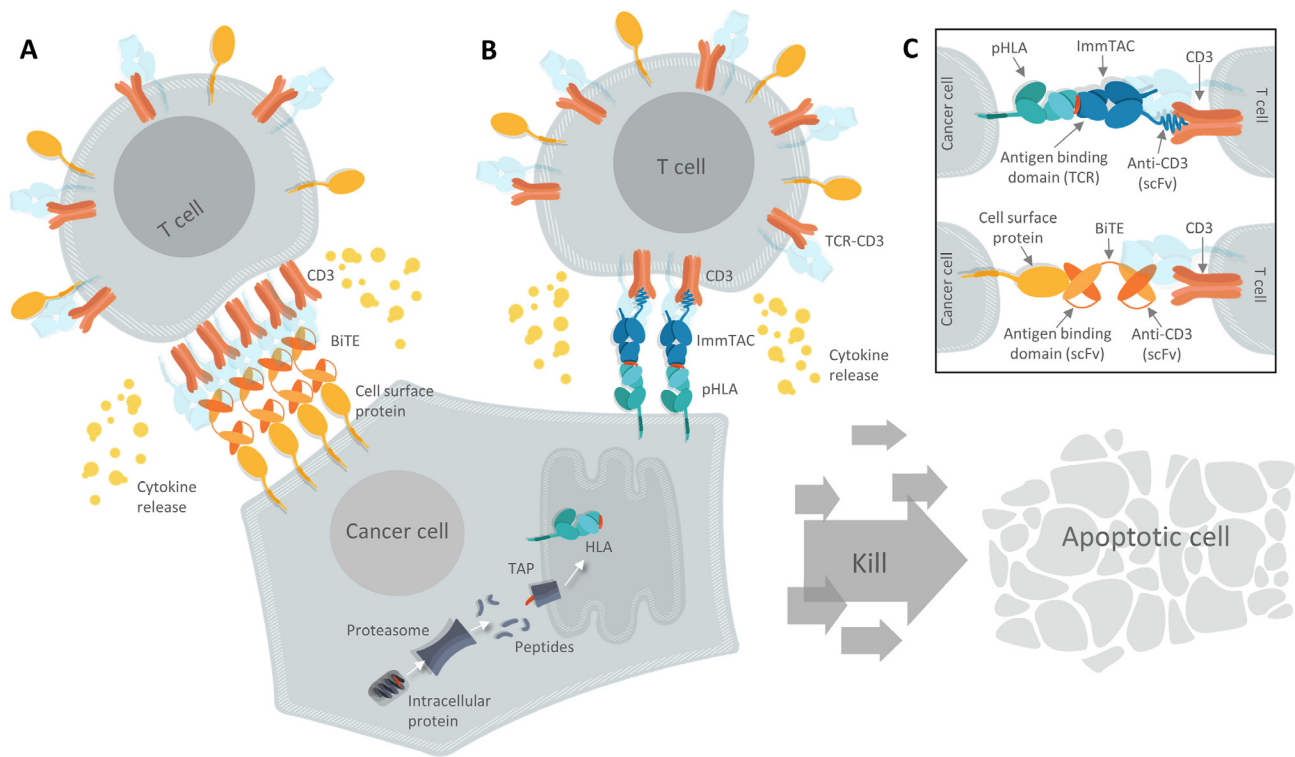 A
T cell
CD3
BiTE
Cell surface
protein
Cytokine
release
B
T cell
TCR-CD3
CD3
ImmTAC
pHLA
Cytokine
release
Cancer cell
HLA
TAP
Proteasome
Peptides
Intracellular
protein
Kill
Apoptotic cell
C
pHLA
ImmTAC
CD3
Cancer cell
T cell
Antigen binding
domain (TCR)
Anti-CD3
(scFv)
Cell surface
protein
BiTE
CD3
Cancer cell
T cell
Antigen binding
domain (scFv)
Anti-CD3
(scFv)